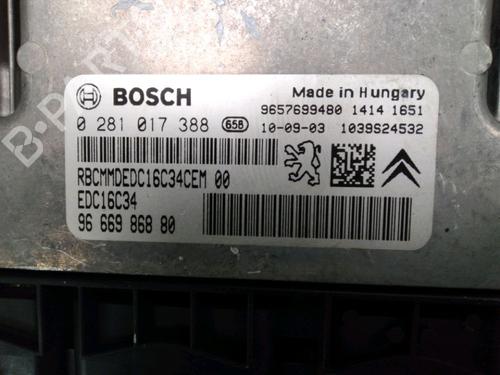 BOSCH
Made in Hungary
9657699480 1414 1651
0 281 017 388 658 10-09-03 1039S24532
RBCMMDEDC16C34CEM 00
EDC16C34
96 669 868 80
B-PARTS